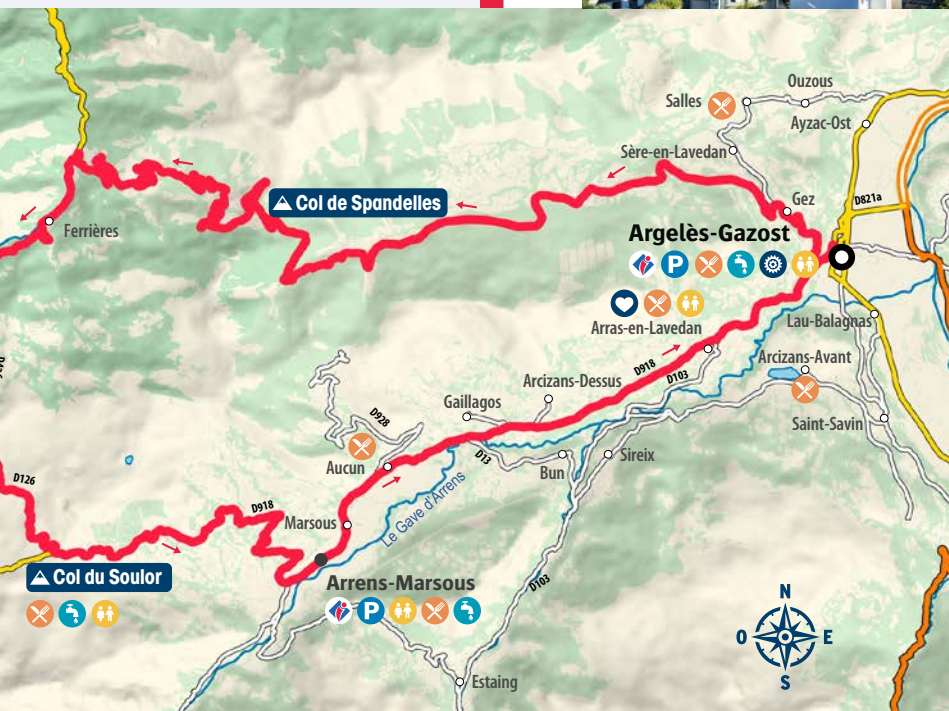 Ouzous
Salles
Ayzac-Ost
Sère-en-Lavedan
Col de Spandelles
Gez
D821a
Ferrières
Argelès-Gazost
P
Arras-en-Lavedan
Lau-Balagnas
D918
D103
Arcizans-Avant
Arcizans-Dessus
Gaillagos
D928
Saint-Savin
Aucun
D13
Bun
Sireix
D126
D918
Marsous
Le Gave d'Arrens
Col du Soulor
Arrens-Marsous
P
D103
Estaing
N
O
E
S